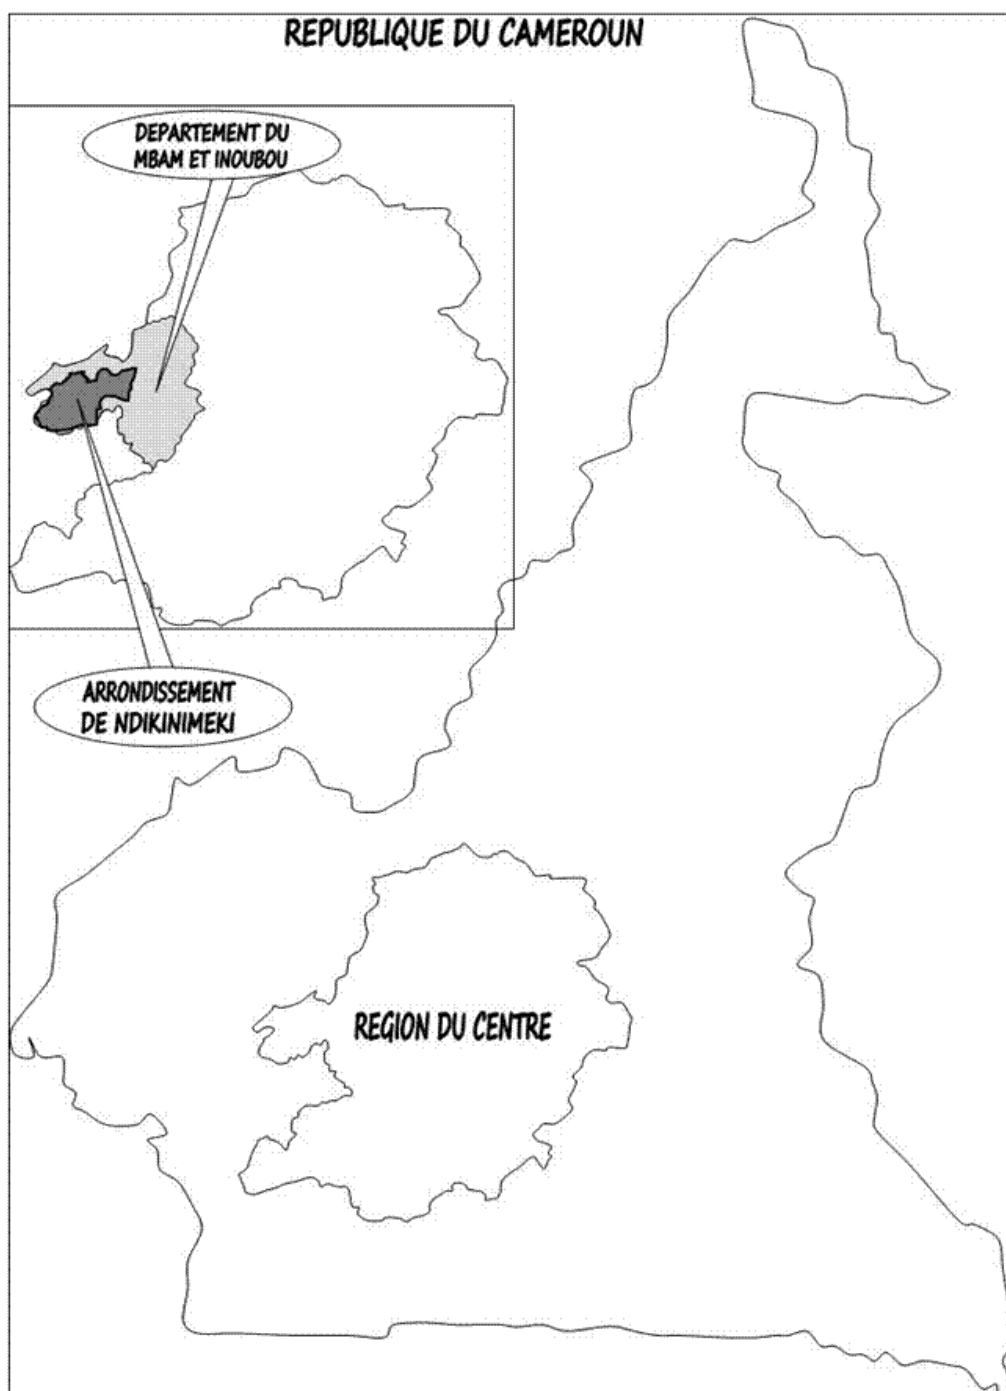 REPUBLIQUE DU CAMEROUN
DEPARTEMENT DU
MBAM ET INOUBOU
ARRONDISSEMENT
DE NDIKINIMEKI
REGION DU CENTRE